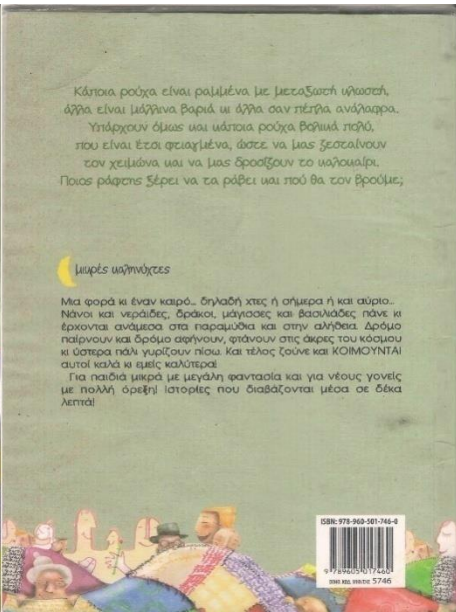 Κάποια ρούχα είναι ραμμένα με μεταξωτή κλωστή,
άλλα είναι μάλλινα βαριά κι άλλα σαν πέπλα ανάλαφρα.
Υπάρχουν όμως και κάποια ρούχα βολικά πολύ,
που είναι έτσι φτιαγμένα, ώστε να μας ζεσταίνουν
τον χειμώνα και να μας δροσίζουν το καλοκαίρι.
Ποιος ράφτης ξέρει να τα ράβει και πού θα τον βρούμε;
μικρές καληνύχτες
Μια φορά κι έναν καιρό... δηλαδή χτες ή σήμερα ή και αύριο...
Νάνοι και νεράιδες, δράκοι, μάγισσες και βασιλιάδες πάνε κι
έρχονται ανάμεσα στα παραμύθια και στην αλήθεια. Δρόμο
παίρνουν και δρόμο αφήνουν, φτάνουν στις άκρες του κόσμου
κι ύστερα πάλι γυρίζουν πίσω. Και τέλος ζούνε και ΚΟΙΜΟΥΝΤΑΙ
αυτοί καλά κι εμείς καλύτερα!
Για παιδιά μικρά με μεγάλη φαντασία και για νέους γονείς
με πολλή όρεξη! Ιστορίες που διαβάζονται μέσα σε δέκα
λεπτά!
ISBN: 978-960-501-746-0
9 789605 017460
5746